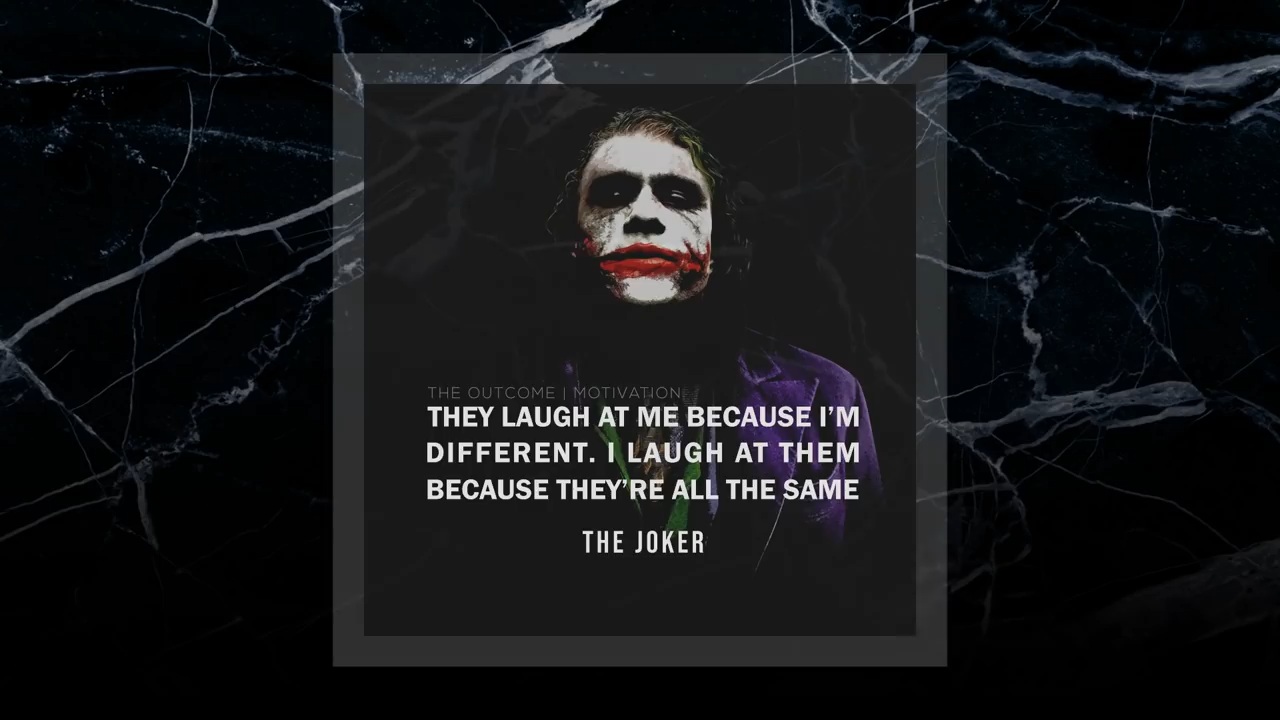 THE OUTCOME | MOTIVATION
THEY LAUGH AT ME BECAUSE I’M
DIFFERENT. I LAUGH AT THEM
BECAUSE THEY’RE ALL THE SAME
THE JOKER